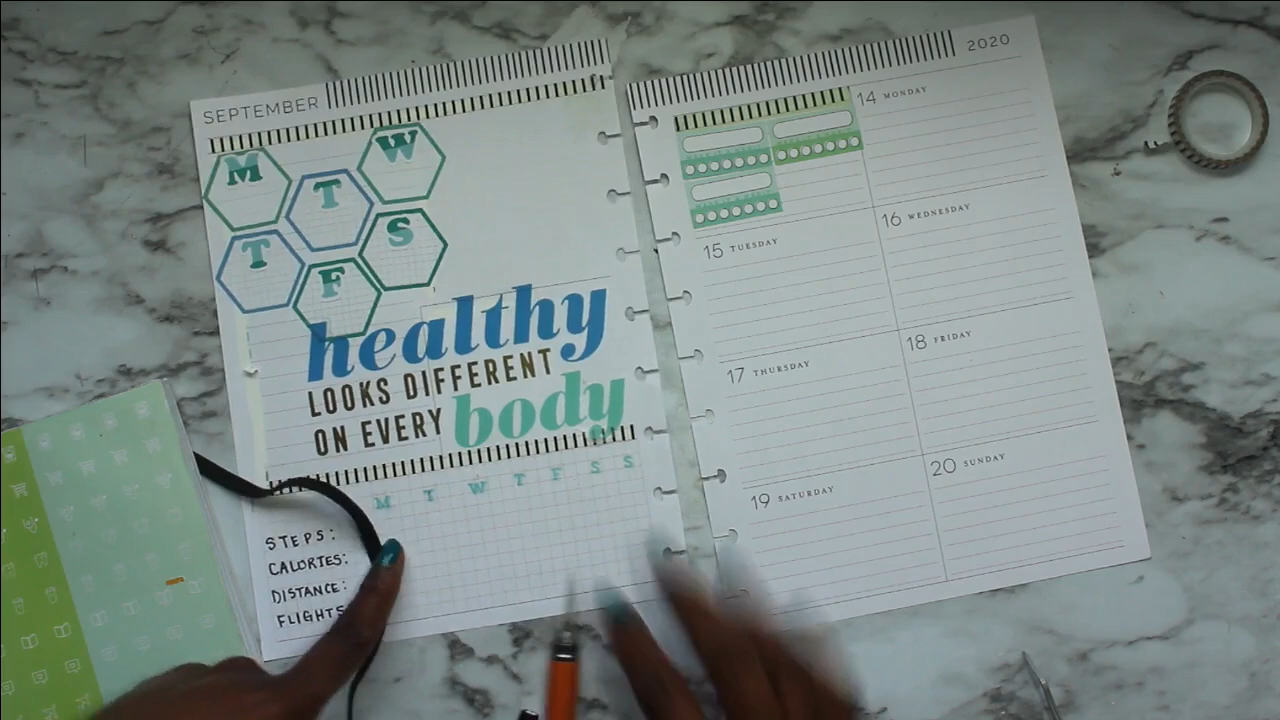 SEPTEMBER
M
T
W
T
F
S
healthy
LOOKS DIFFERENT
ON EVERY body
M T W T F S S
STEPS:
CALORIES:
DISTANCE:
FLIGHTS
2020
14 MONDAY
15 TUESDAY
16 WEDNESDAY
17 THURSDAY
18 FRIDAY
19 SATURDAY
20 SUNDAY